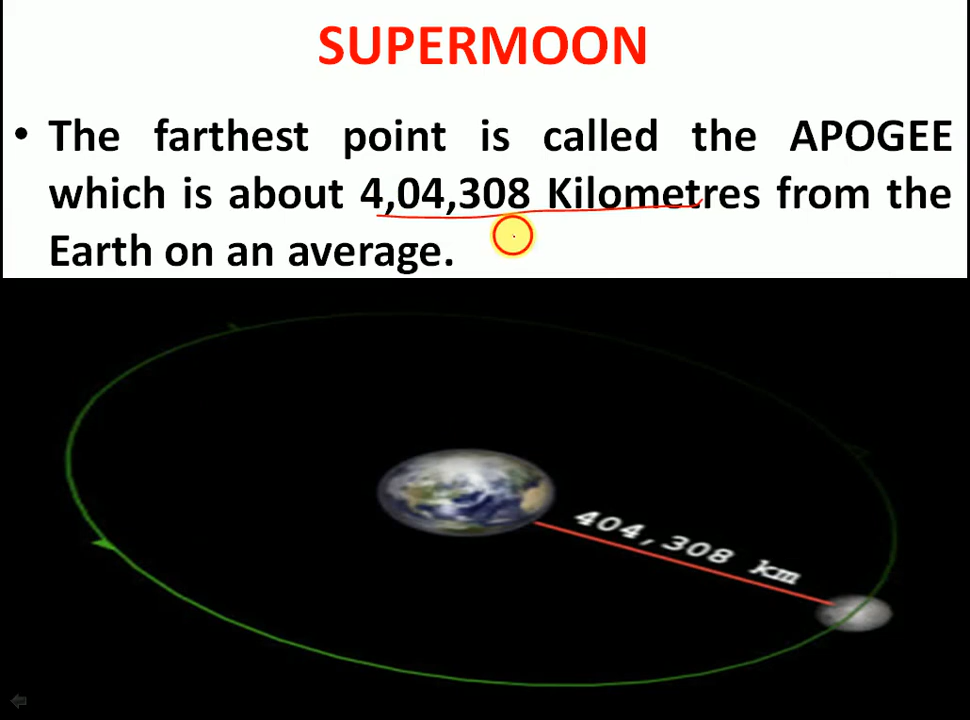 SUPERMOON
• The farthest point is called the APOGEE
which is about 4,04,308 Kilometres from the
Earth on an average.
404,308 km